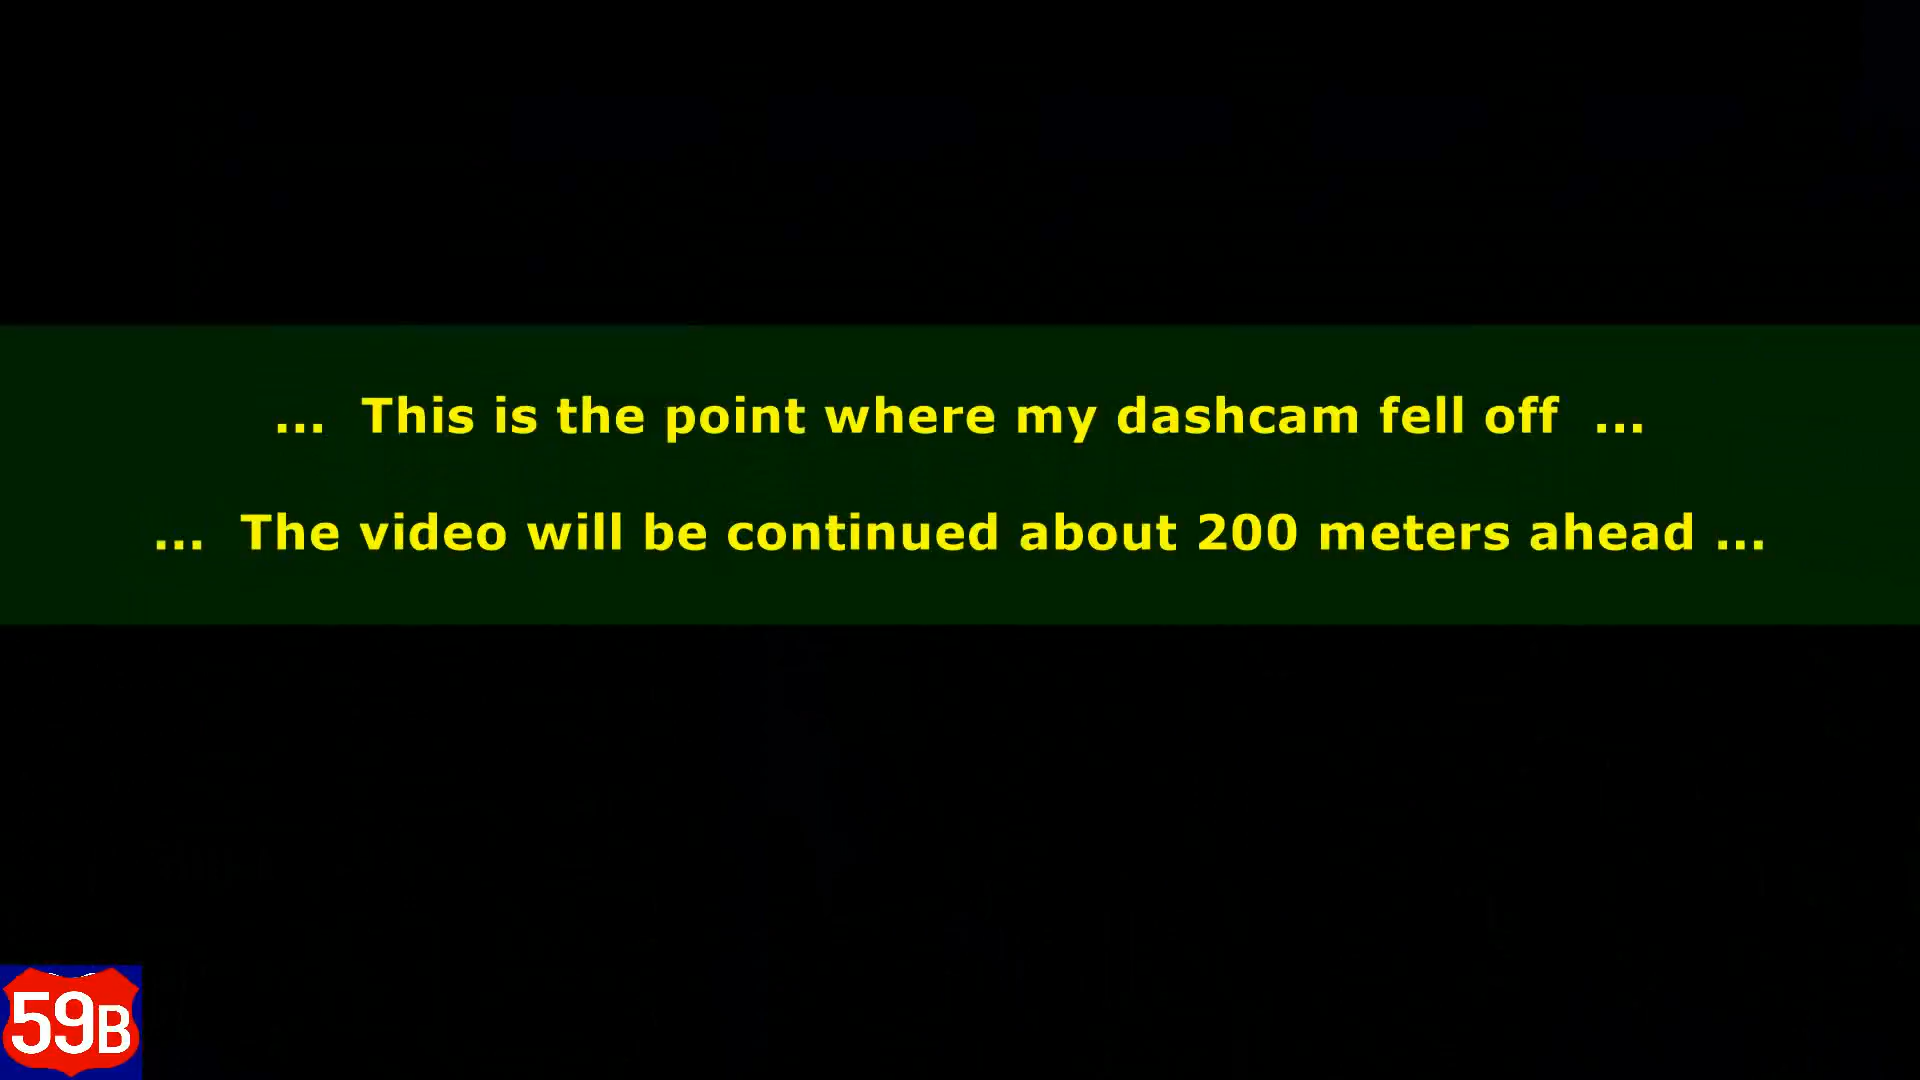 ...  This is the point where my dashcam fell off  ...
...  The video will be continued about 200 meters ahead ...
59B